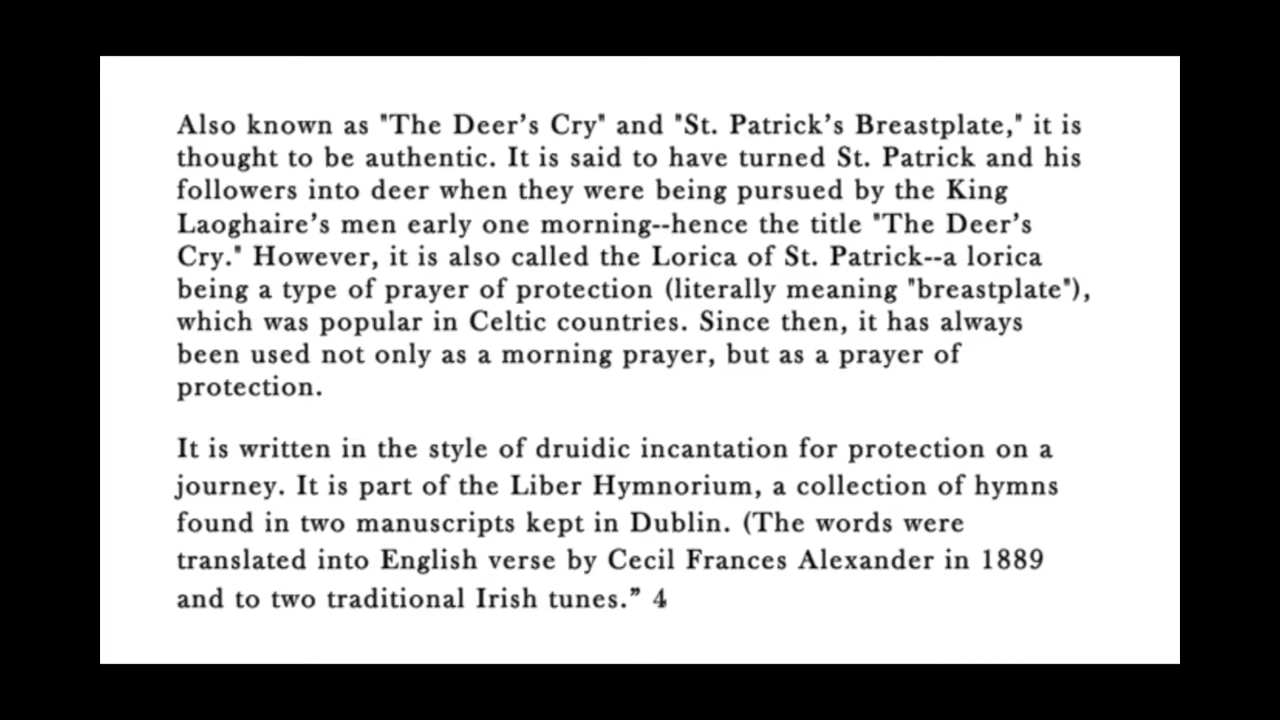 Also known as "The Deer’s Cry" and "St. Patrick’s Breastplate," it is
thought to be authentic. It is said to have turned St. Patrick and his
followers into deer when they were being pursued by the King
Laoghaire’s men early one morning--hence the title "The Deer’s
Cry." However, it is also called the Lorica of St. Patrick--a lorica
being a type of prayer of protection (literally meaning "breastplate"),
which was popular in Celtic countries. Since then, it has always
been used not only as a morning prayer, but as a prayer of
protection.
It is written in the style of druidic incantation for protection on a
journey. It is part of the Liber Hymnorium, a collection of hymns
found in two manuscripts kept in Dublin. (The words were
translated into English verse by Cecil Frances Alexander in 1889
and to two traditional Irish tunes.” 4